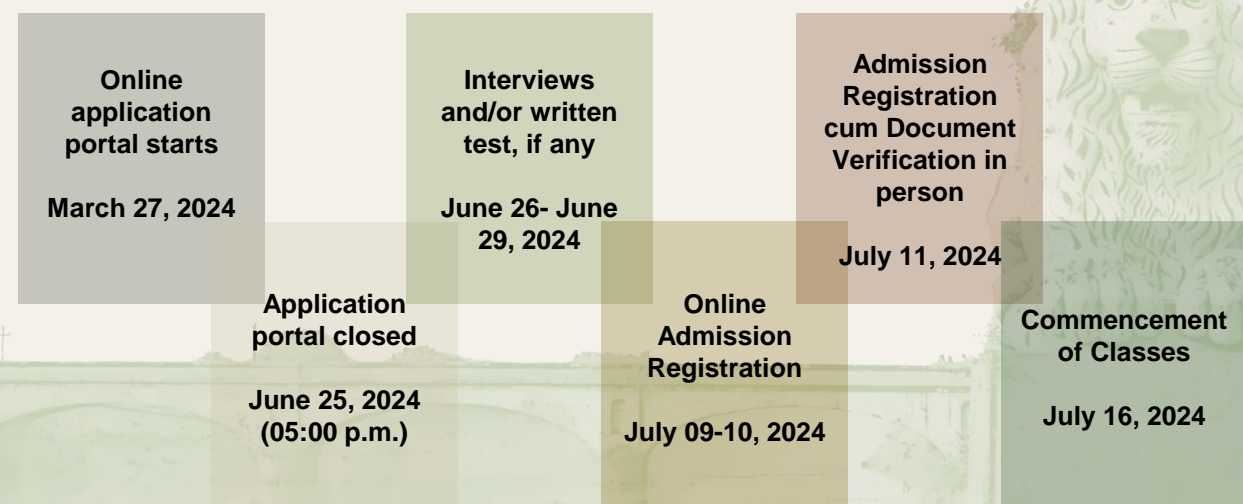 Online
application
portal starts
March 27, 2024
Application
portal closed
June 25, 2024
(05:00 p.m.)
Interviews
and/or written
test, if any
June 26- June
29, 2024
Online
Admission
Registration
July 09-10, 2024
Admission
Registration
cum Document
Verification in
person
July 11, 2024
Commencement
of Classes
July 16, 2024